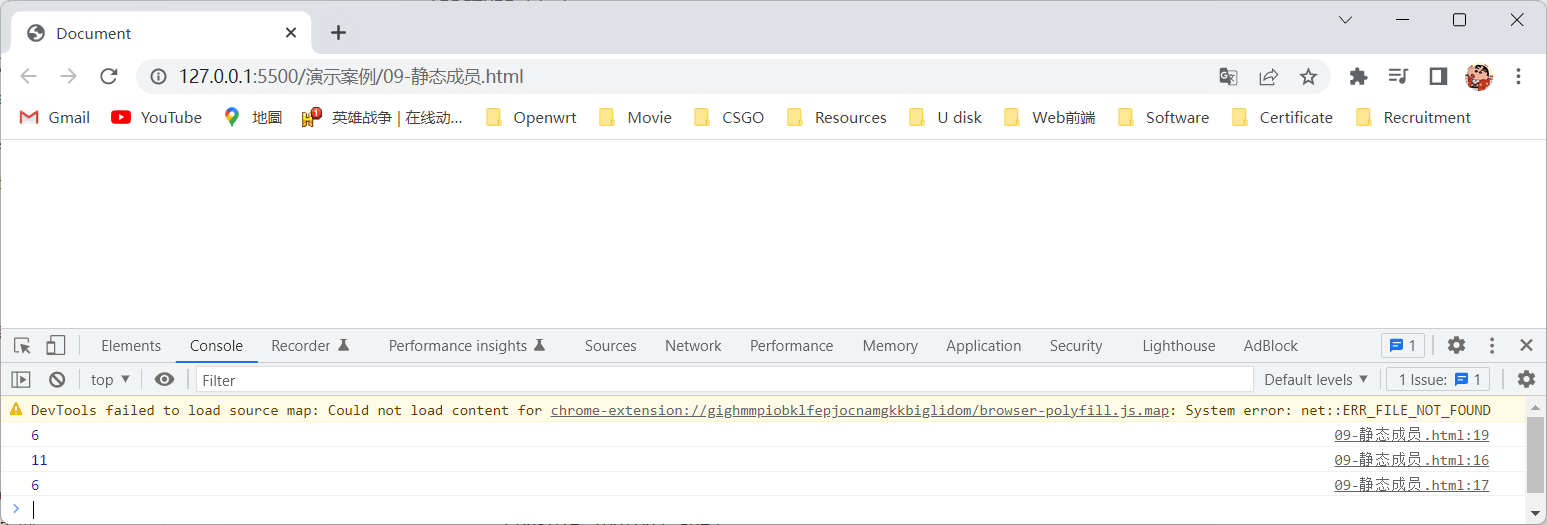 Document
127.0.0.1:5500/演示案例/09-静态成员.html
Gmail YouTube 地圖 英雄战争 | 在线动... Openwrt Movie CSGO Resources U disk Web前端 Software Certificate Recruitment
Elements Console Recorder Performance insights Sources Network Performance Memory Application Security Lighthouse AdBlock 1
top Filter Default levels 1 Issue: 1
DevTools failed to load source map: Could not load content for chrome-extension://gighmmpiobklfepjocnamgkkbiglidom/browser-polyfill.js.map: System error: net::ERR_FILE_NOT_FOUND
6 09-静态成员.html:19
11 09-静态成员.html:16
6 09-静态成员.html:17